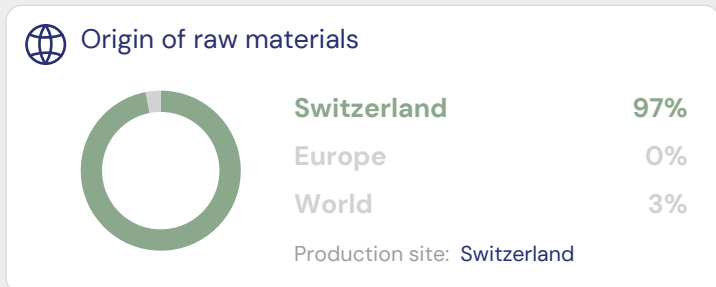 Origin of raw materials
Switzerland 97%
Europe 0%
World 3%
Production site: Switzerland